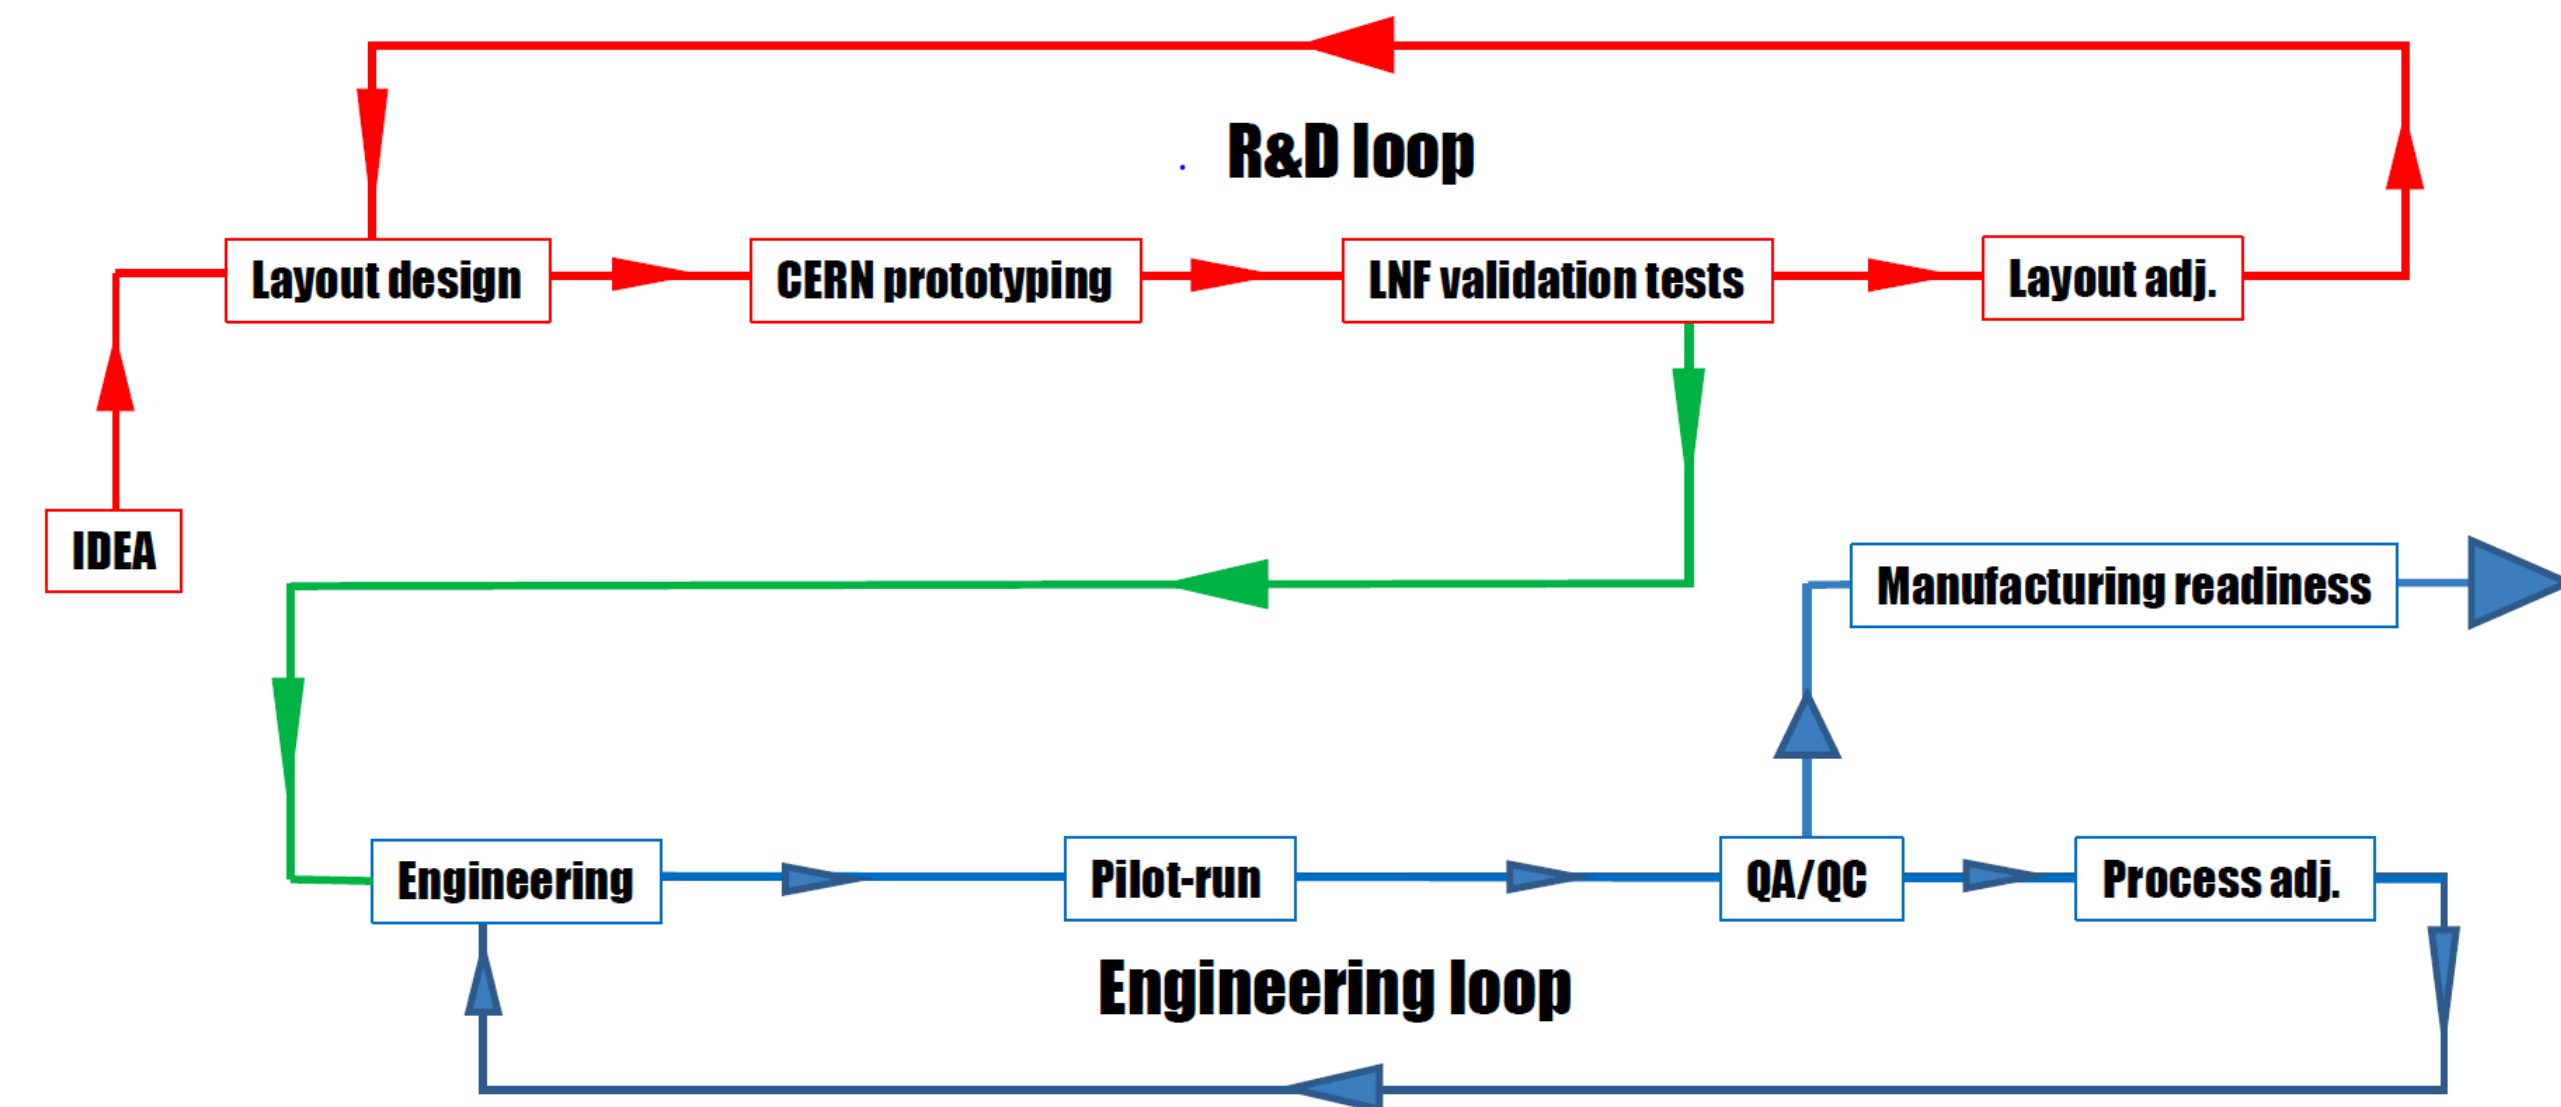 R&D loop
Layout design
CERN prototyping
LNF validation tests
Layout adj.
IDEA
Manufacturing readiness
Engineering
Pilot-run
QA/QC
Process adj.
Engineering loop